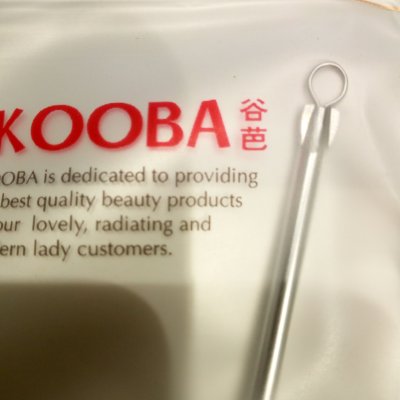 KOOBA 谷芭
OOBA is dedicated to providing
best quality beauty products
our lovely, radiating and
ern lady customers.